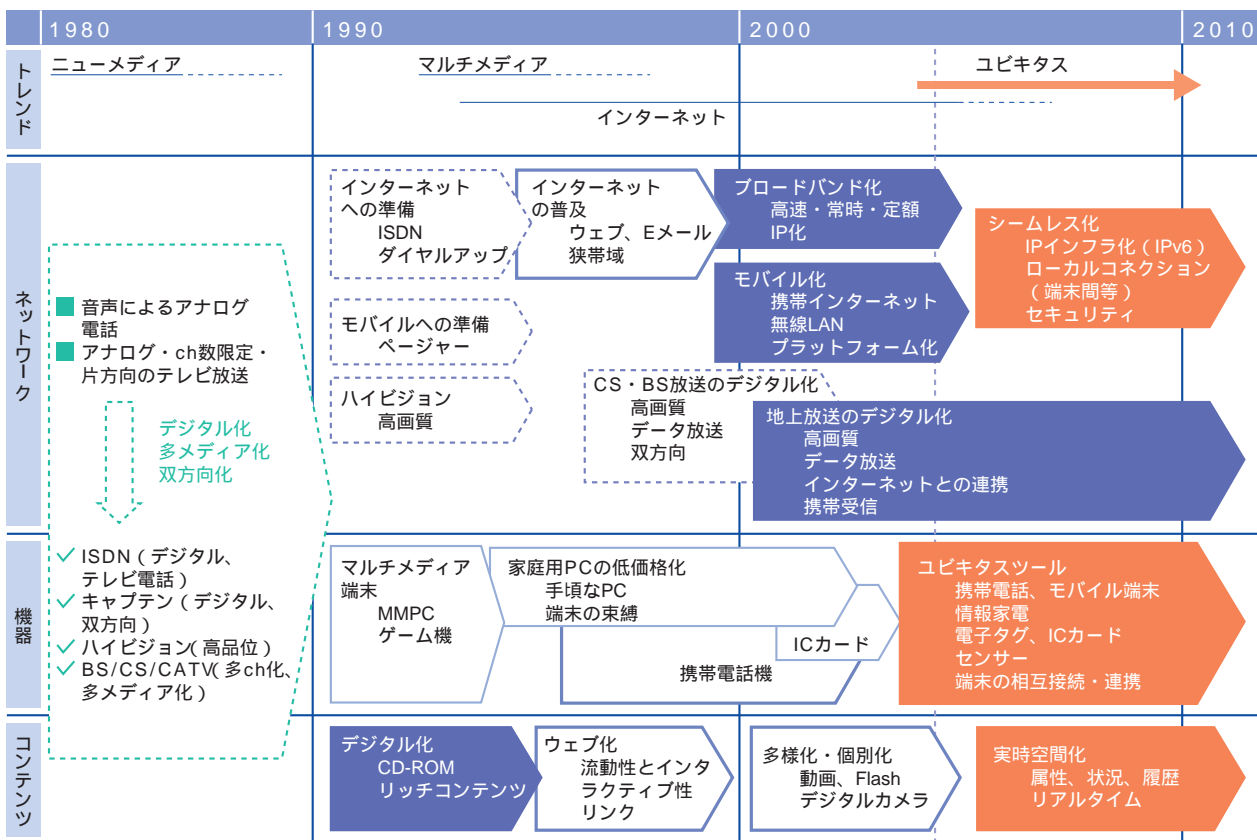 1980
1990
2000
2010
トレンド
ニューメディア
マルチメディア
ユビキタス
インターネット
ネットワーク
音声によるアナログ
電話
アナログ・ch数限定・
片方向のテレビ放送
デジタル化
多メディア化
双方向化
ISDN(デジタル、
テレビ電話)
キャプテン(デジタル、
双方向)
ハイビジョン(高品位)
BS/CS/CATV(多ch化、
多メディア化)
インターネット
への準備
ISDN
ダイヤルアップ
インターネット
の普及
ウェブ、Eメール
狭帯域
ブロードバンド化
高速・常時・定額
IP化
シームレス化
IPインフラ化(IPv6)
ローカルコネクション
(端末間等)
セキュリティ
モバイルへの準備
ページャー
モバイル化
携帯インターネット
無線LAN
プラットフォーム化
ハイビジョン
高画質
CS・BS放送のデジタル化
高画質
データ放送
双方向
地上放送のデジタル化
高画質
データ放送
インターネットとの連携
携帯受信
機器
マルチメディア
端末
MMPC
ゲーム機
家庭用PCの低価格化
手頃なPC
端末の束縛
ICカード
携帯電話機
ユビキタスツール
携帯電話、モバイル端末
情報家電
電子タグ、ICカード
センサー
端末の相互接続・連携
コンテンツ
デジタル化
CD-ROM
リッチコンテンツ
ウェブ化
流動性とインタ
ラクティブ性
リンク
多様化・個別化
動画、Flash
デジタルカメラ
実時空間化
属性、状況、履歴
リアルタイム